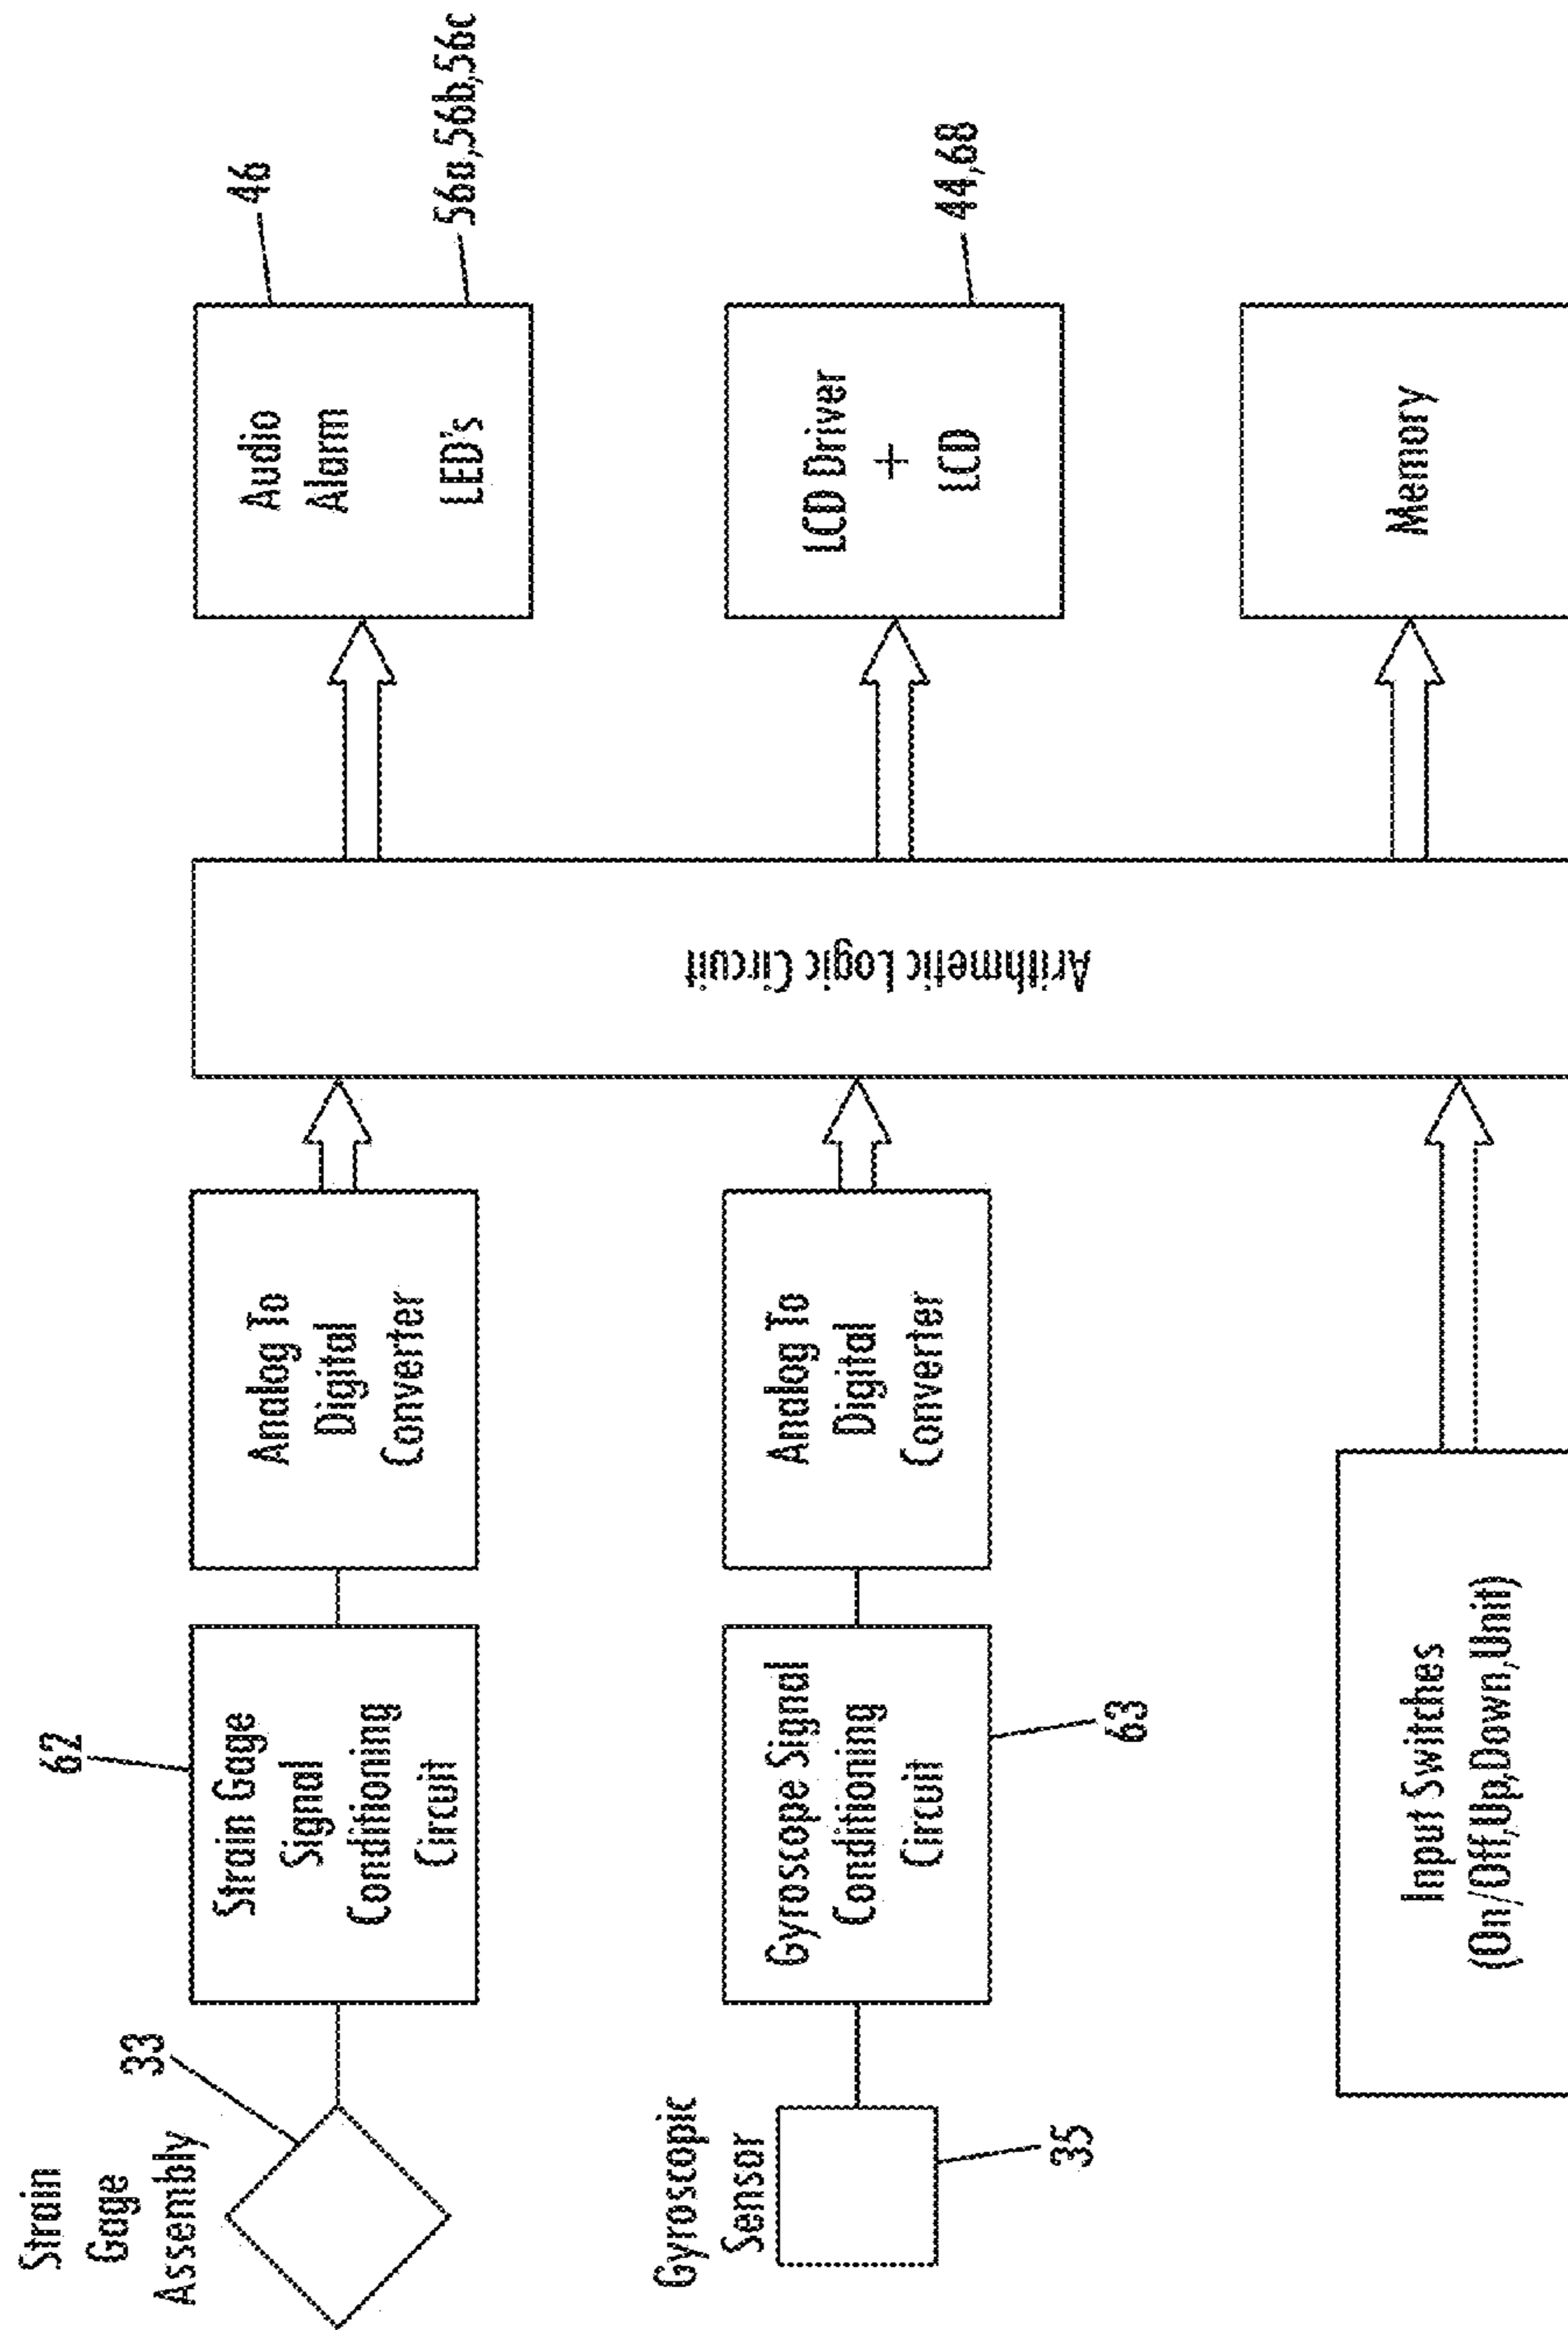 Strain
Gage
Assembly
33
62
Strain Gage
Signal
Conditioning
Circuit
Analog To
Digital
Converter
Gyroscopic
Sensor
35
Gyroscope Signal
Conditioning
Circuit
63
Analog To
Digital
Converter
Input Switches
(On/Off,Up,Down,Unit)
Arithmetic Logic Circuit
Audio
Alarm
LED's
46
56a,56b,56c
LCD Driver
+
LCD
44,68
Memory